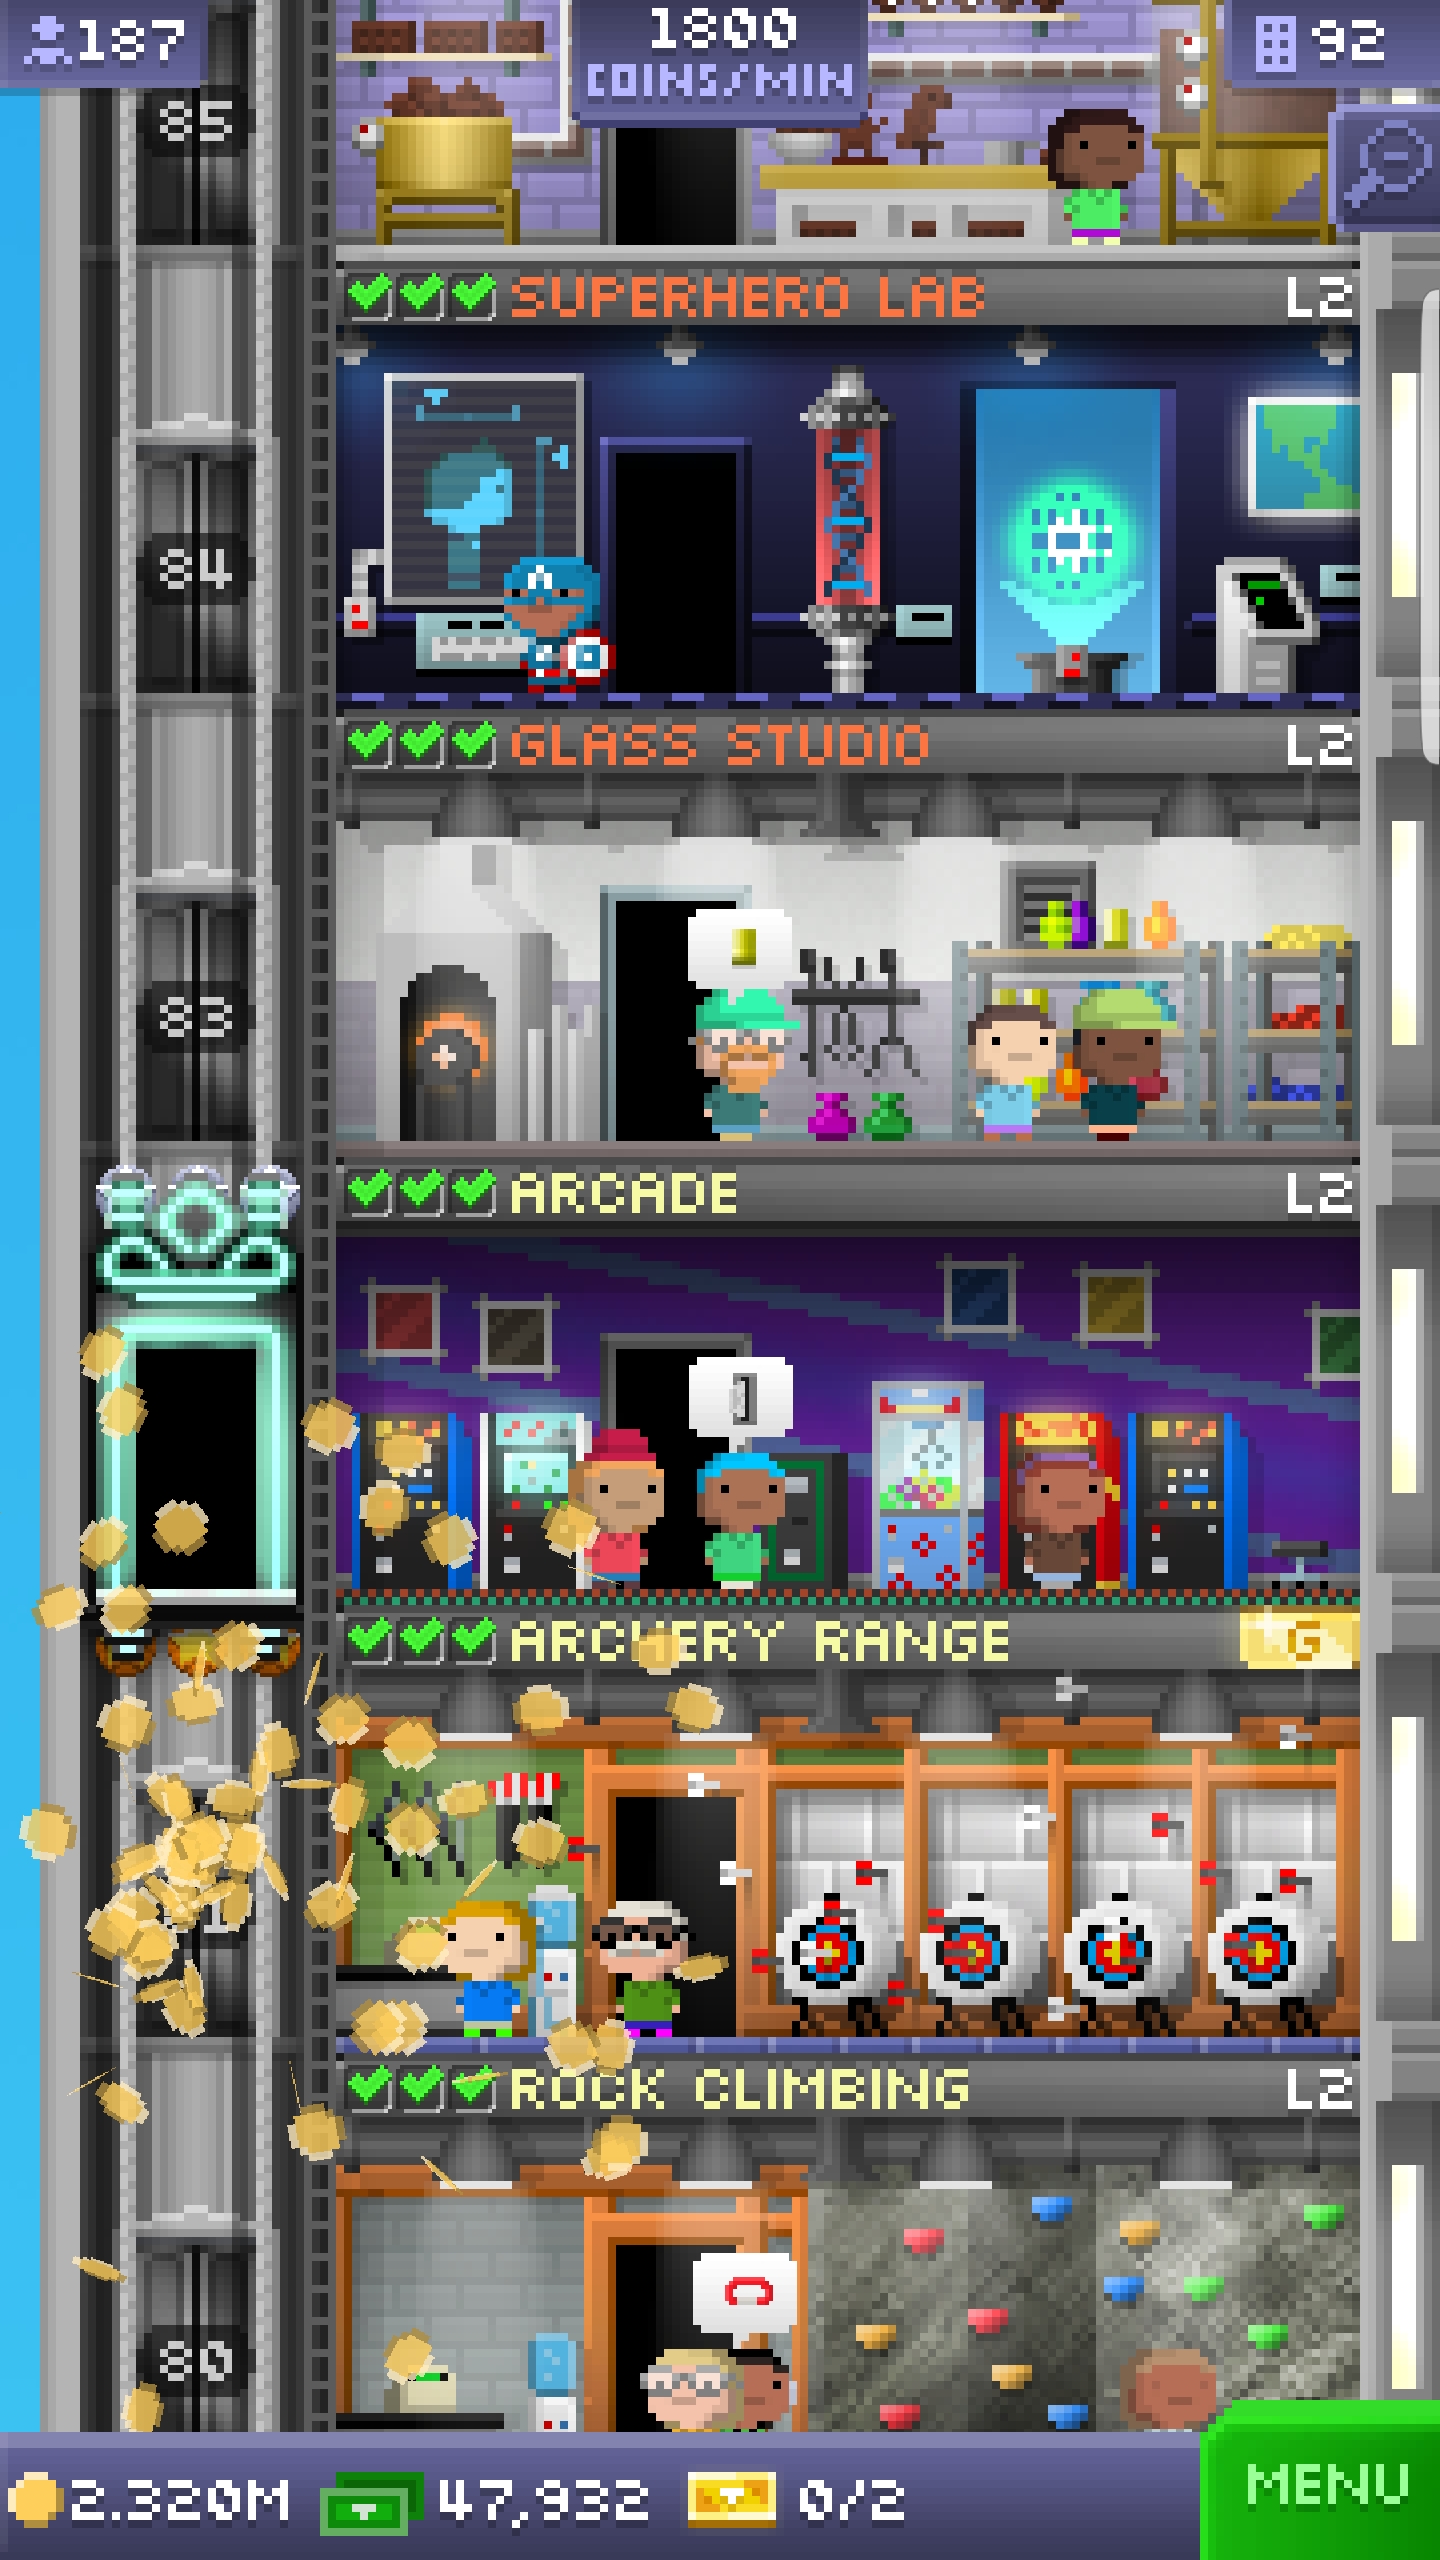 187
1800
COINS/MIN
92
85
SUPERHERO LAB L2
84
GLASS STUDIO L2
83
ARCADE L2
ARCHERY RANGE G
ROCK CLIMBING L2
80
2.320M 47,932 0/2
MENU